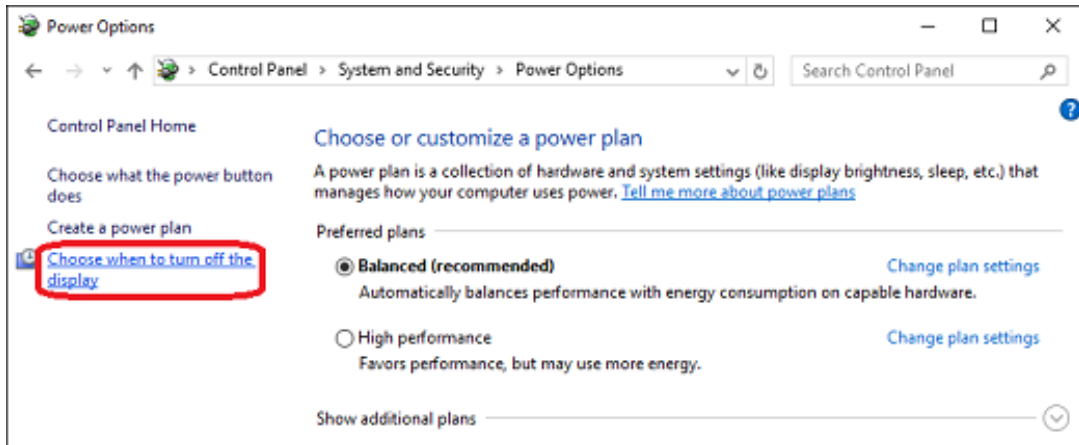 Power Options
Control Panel > System and Security > Power Options
Search Control Panel
?
Control Panel Home
Choose what the power button
does
Create a power plan
Choose when to turn off the
display
Choose or customize a power plan
A power plan is a collection of hardware and system settings (like display brightness, sleep, etc.) that
manages how your computer uses power. Tell me more about power plans
Preferred plans
Balanced (recommended)
Change plan settings
Automatically balances performance with energy consumption on capable hardware.
High performance
Change plan settings
Favors performance, but may use more energy.
Show additional plans